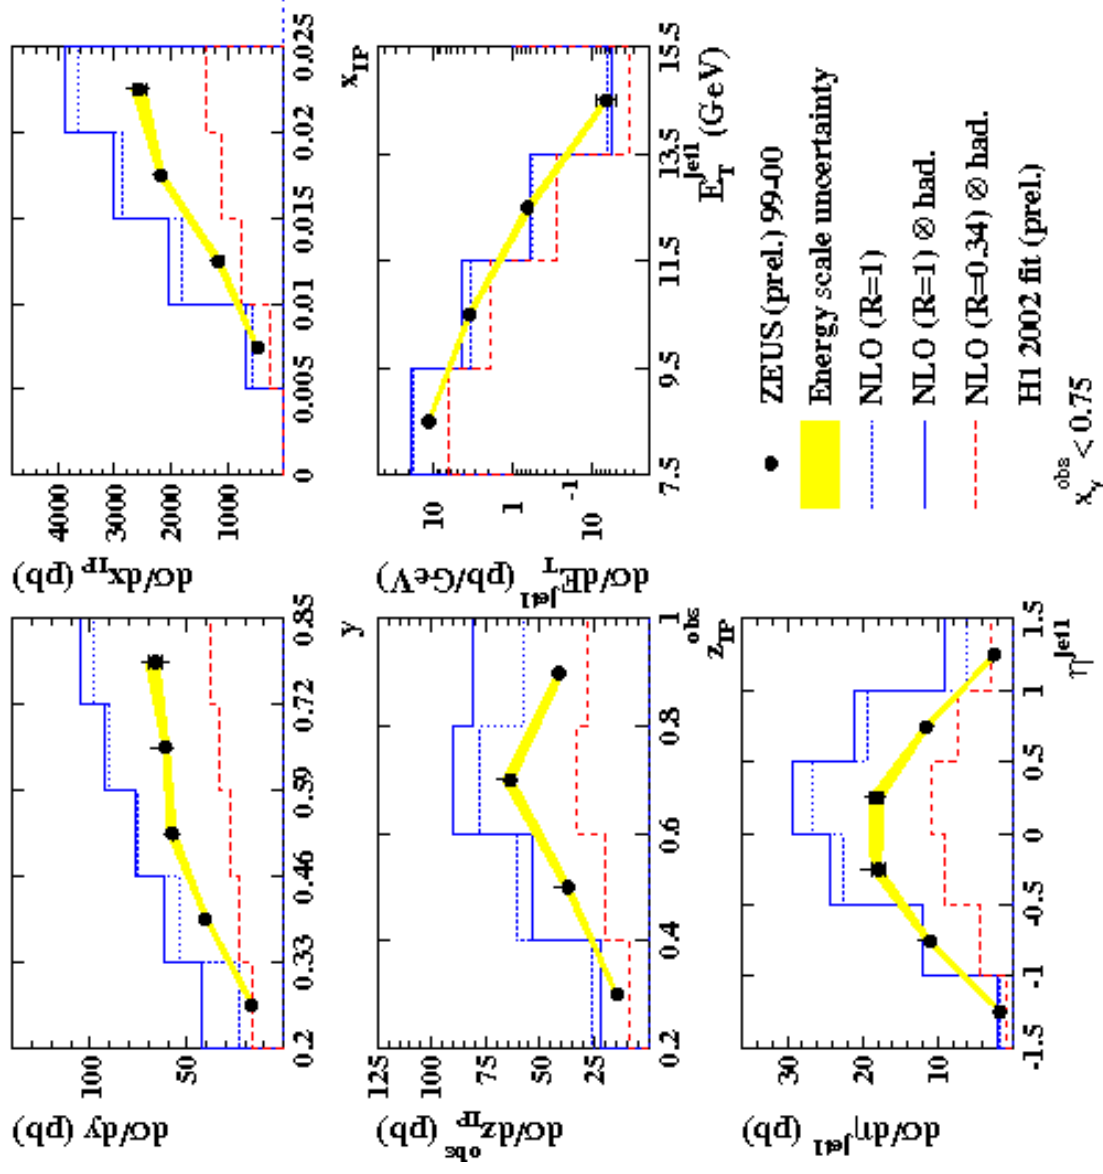 dσ/dy (pb)
100
50
0.2
0.33
0.46
0.59
0.72
0.85
y
dσ/dx_IP (pb)
4000
3000
2000
1000
0
0.005
0.01
0.015
0.02
0.025
x_IP
dσ/dz_IP^obs (pb)
125
100
75
50
25
0.2
0.4
0.6
0.8
1
z_IP^obs
dσ/dE_T^jet1 (pb/GeV)
10
1
10^-1
7.5
9.5
11.5
13.5
15.5
E_T^jet1 (GeV)
dσ/dη^jet1 (pb)
30
20
10
-1.5
-1
-0.5
0
0.5
1
1.5
η^jet1
ZEUS (prel.) 99-00
Energy scale uncertainty
NLO (R=1)
NLO (R=1) ⊗ had.
NLO (R=0.34) ⊗ had.
H1 2002 fit (prel.)
x_γ^obs < 0.75